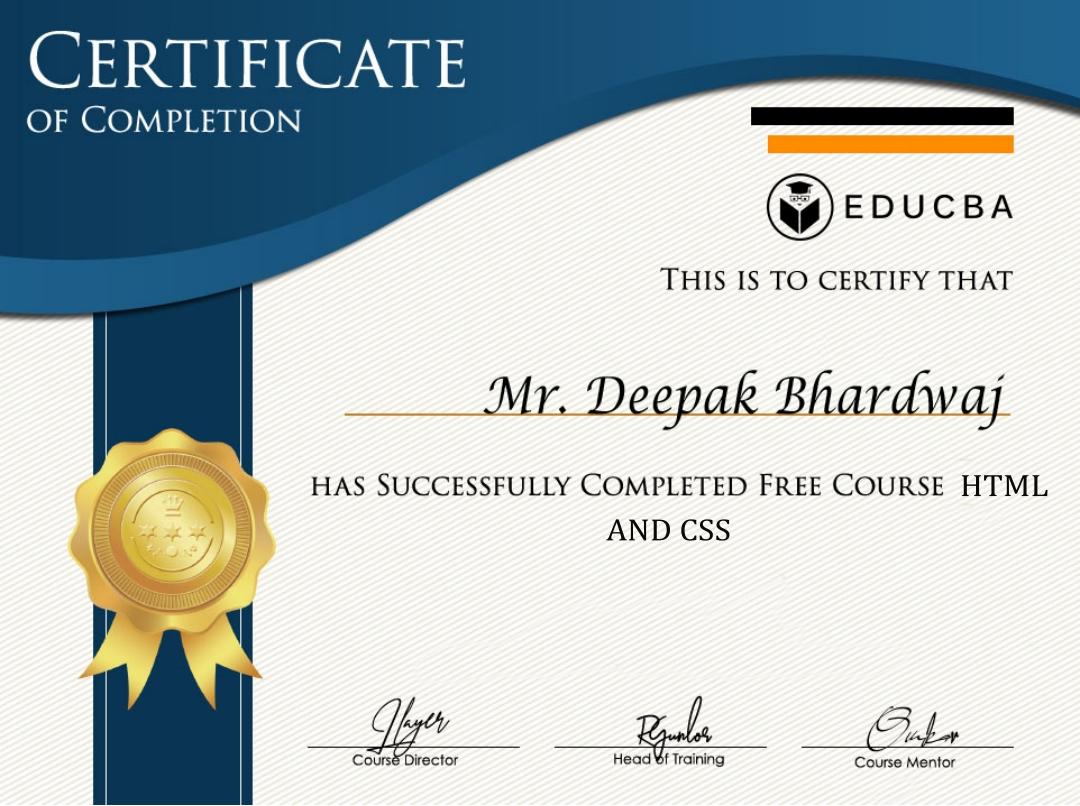 CERTIFICATE
OF COMPLETION
EDUCBA
THIS IS TO CERTIFY THAT
Mr. Deepak Bhardwaj
HAS SUCCESSFULLY COMPLETED FREE COURSE HTML
AND CSS
Course Director
Head of Training
Course Mentor